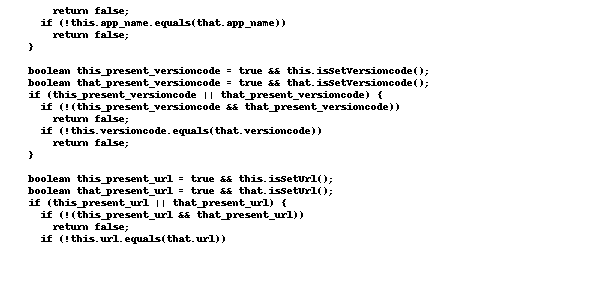 return false;
if (!this.app_name.equals(that.app_name))
return false;
}
boolean this_present_versioncode = true && this.isSetVersioncode();
boolean that_present_versioncode = true && that.isSetVersioncode();
if (this_present_versioncode || that_present_versioncode) {
if (!(this_present_versioncode && that_present_versioncode))
return false;
if (!this.versioncode.equals(that.versioncode))
return false;
}
boolean this_present_url = true && this.isSetUrl();
boolean that_present_url = true && that.isSetUrl();
if (this_present_url || that_present_url) {
if (!(this_present_url && that_present_url))
return false;
if (!this.url.equals(that.url))